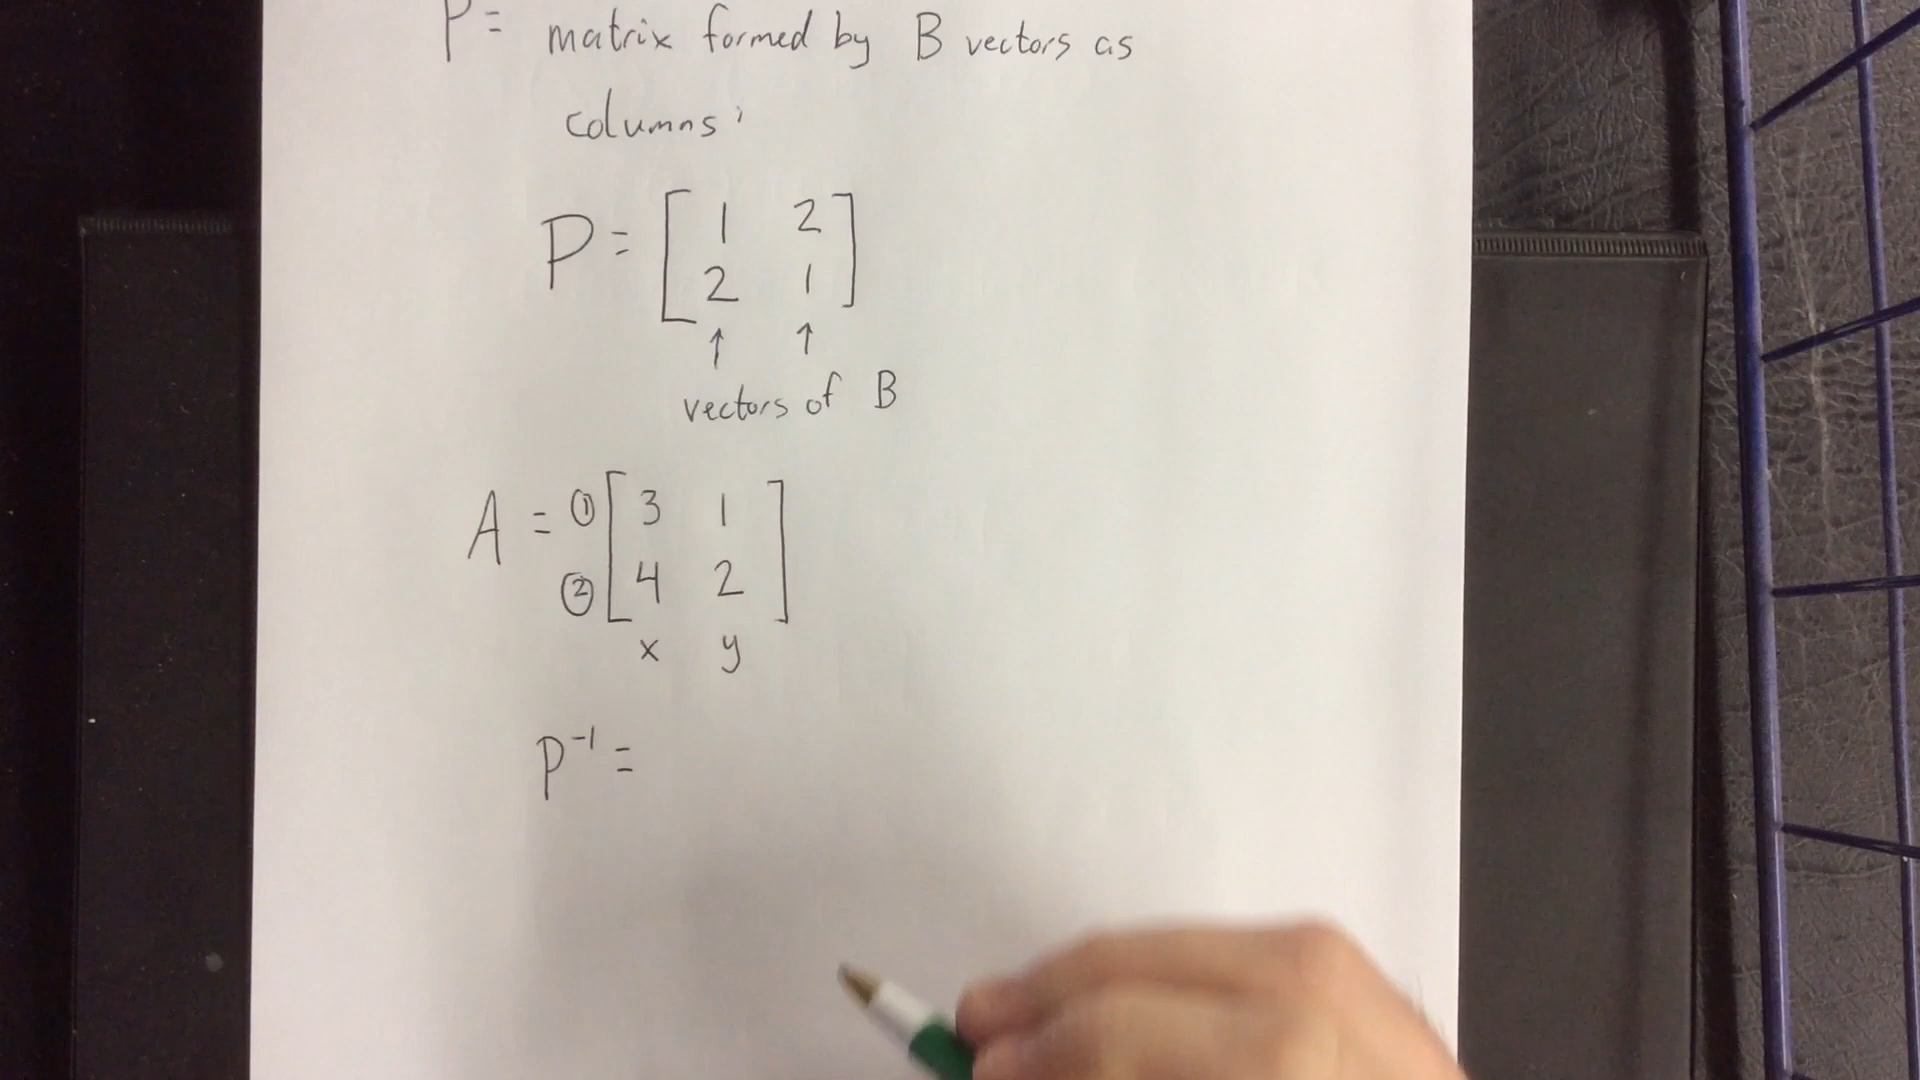 P = matrix formed by B vectors as
columns,
P = [ 1 2
2 1 ]
↑ ↑
vectors of B
A = ① [ 3 1
② 4 2 ]
x y
P⁻¹ =